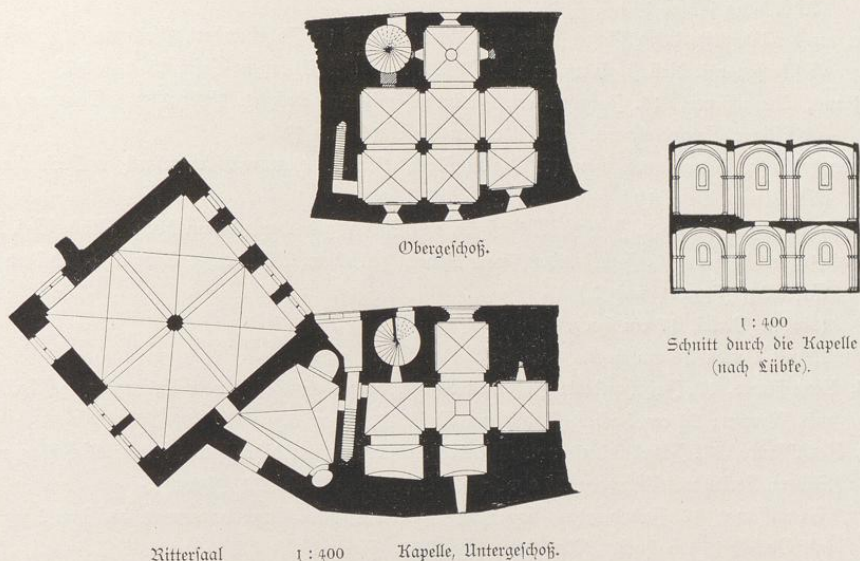 Obergeſchoß.
1 : 400
Schnitt durch die Kapelle
(nach Lübke).
Ritterſaal 1 : 400 Kapelle, Untergeſchoß.